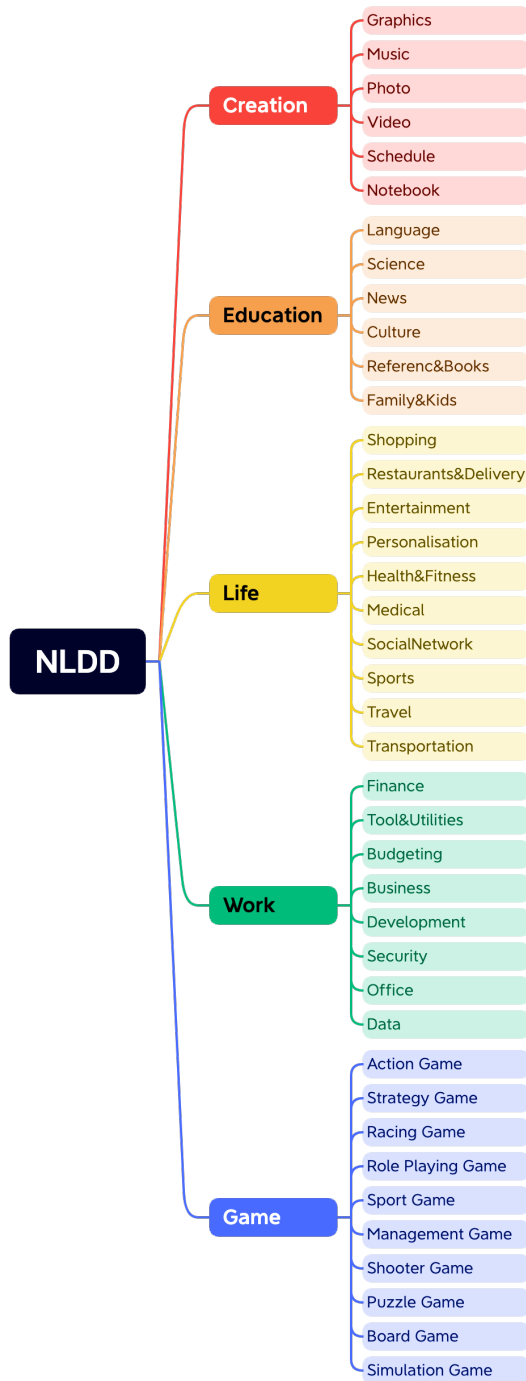 NLDD
Creation
Graphics
Music
Photo
Video
Schedule
Notebook
Education
Language
Science
News
Culture
Referenc&Books
Family&Kids
Life
Shopping
Restaurants&Delivery
Entertainment
Personalisation
Health&Fitness
Medical
SocialNetwork
Sports
Travel
Transportation
Work
Finance
Tool&Utilities
Budgeting
Business
Development
Security
Office
Data
Game
Action Game
Strategy Game
Racing Game
Role Playing Game
Sport Game
Management Game
Shooter Game
Puzzle Game
Board Game
Simulation Game